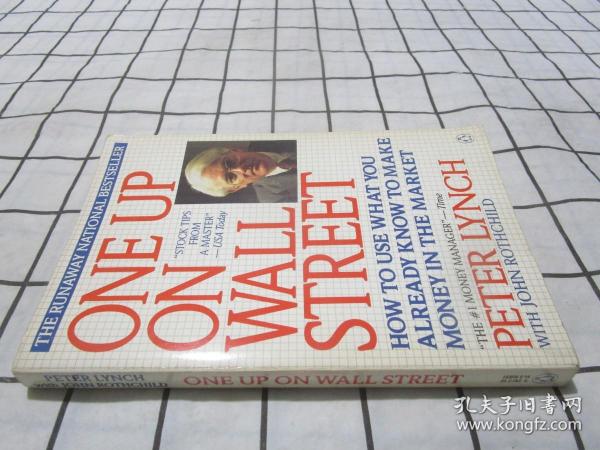 THE RUNAWAY NATIONAL BESTSELLER
ONE UP
ON
"STOCK TIPS
FROM
A MASTER"
—USA Today
WALL
STREET
HOW TO USE WHAT YOU
ALREADY KNOW TO MAKE
MONEY IN THE MARKET
"THE #1 MONEY MANAGER"—Time
PETER LYNCH
WITH JOHN ROTHCHILD
PETER LYNCH
WITH JOHN ROTHCHILD
ONE UP ON WALL STREET
孔夫子旧书网
www.kongfz.com